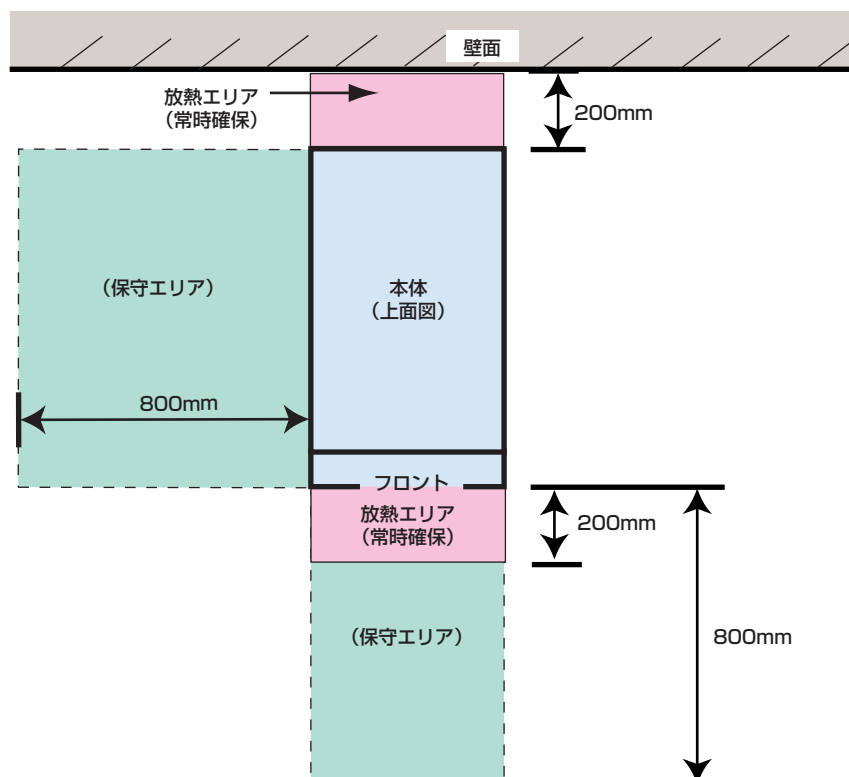 壁面
放熱エリア
（常時確保）
200mm
（保守エリア）
本体
（上面図）
800mm
フロント
放熱エリア
（常時確保）
200mm
（保守エリア）
800mm